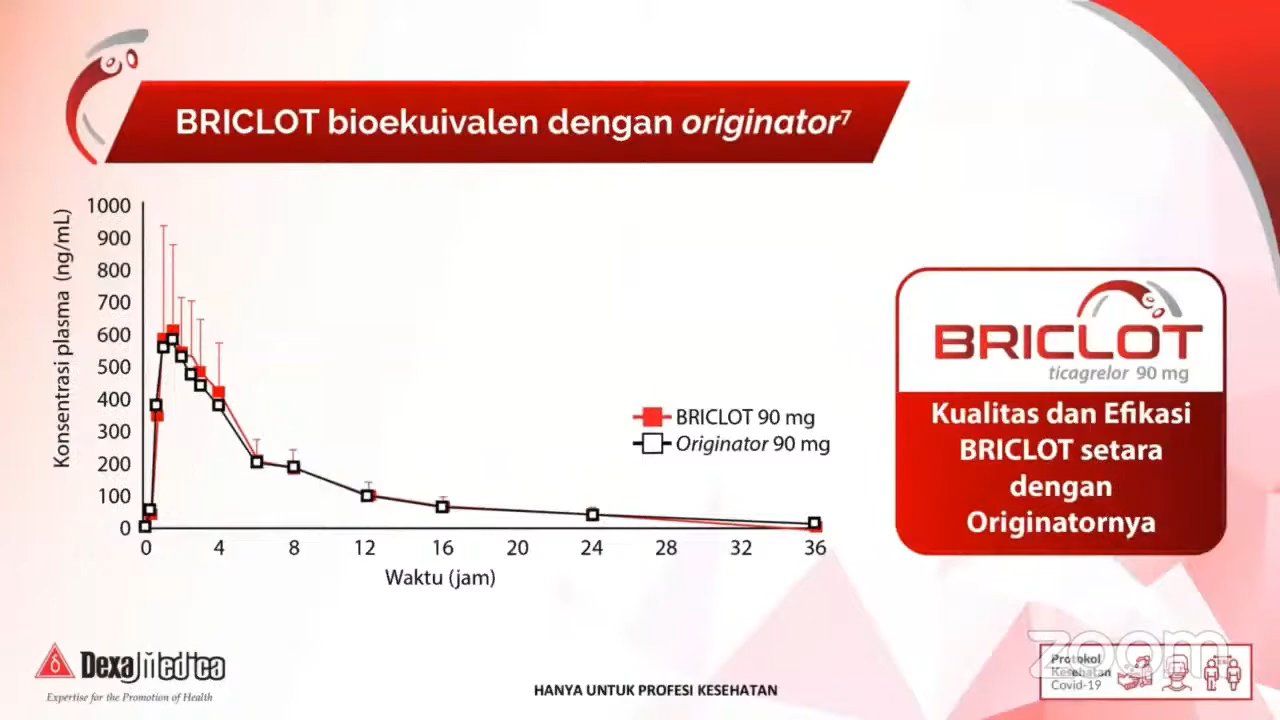 BRICLOT bioekuivalen dengan originator⁷
Konsentrasi plasma (ng/mL)
1000
900
800
700
600
500
400
300
200
100
0
0 4 8 12 16 20 24 28 32 36
Waktu (jam)
BRICLOT 90 mg
Originator 90 mg
BRICLOT
ticagrelor 90 mg
Kualitas dan Efikasi
BRICLOT setara
dengan
Originatornya
Dexa Medica
Expertise for the Promotion of Health
HANYA UNTUK PROFESI KESEHATAN
zoom
Protokol
Kesehatan
Covid-19